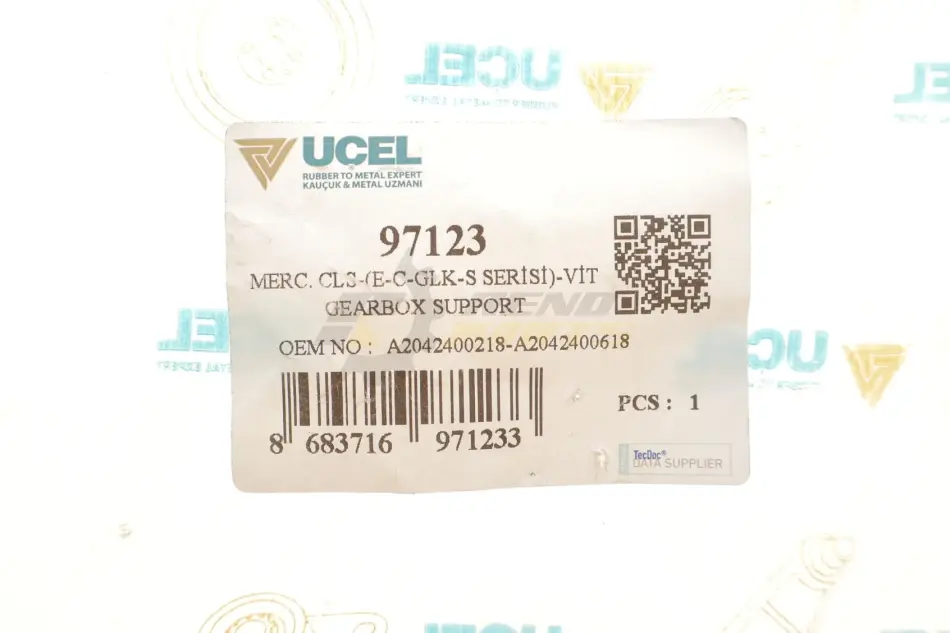 UÇEL
RUBBER TO METAL EXPERT
KAUÇUK & METAL UZMANI
97123
MERC. CLS-(E-C-GLK-S SERİSİ)-VİT
GEARBOX SUPPORT
OEM NO : A2042400218-A2042400618
PCS : 1
8 683716 971233
TecDoc®
DATA SUPPLIER